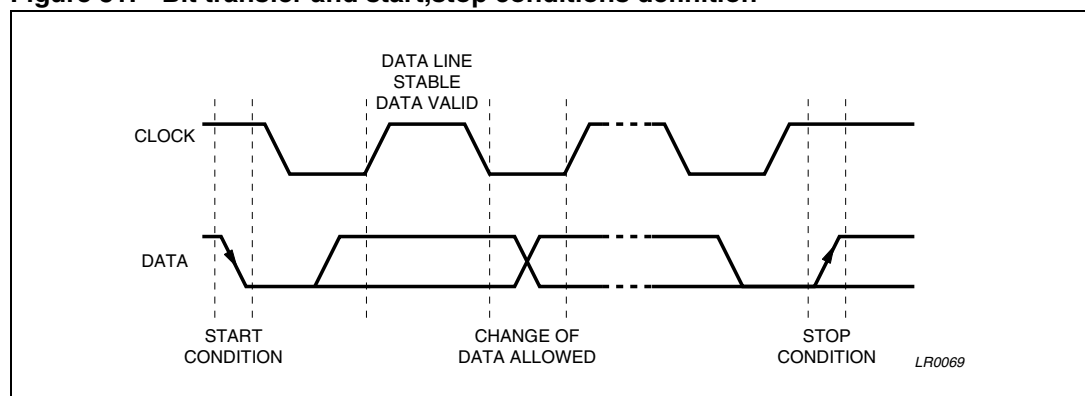 Figure 31. Bit transfer and start,stop conditions definition
DATA LINE
STABLE
DATA VALID
CLOCK
DATA
START
CONDITION
CHANGE OF
DATA ALLOWED
STOP
CONDITION
LR0069